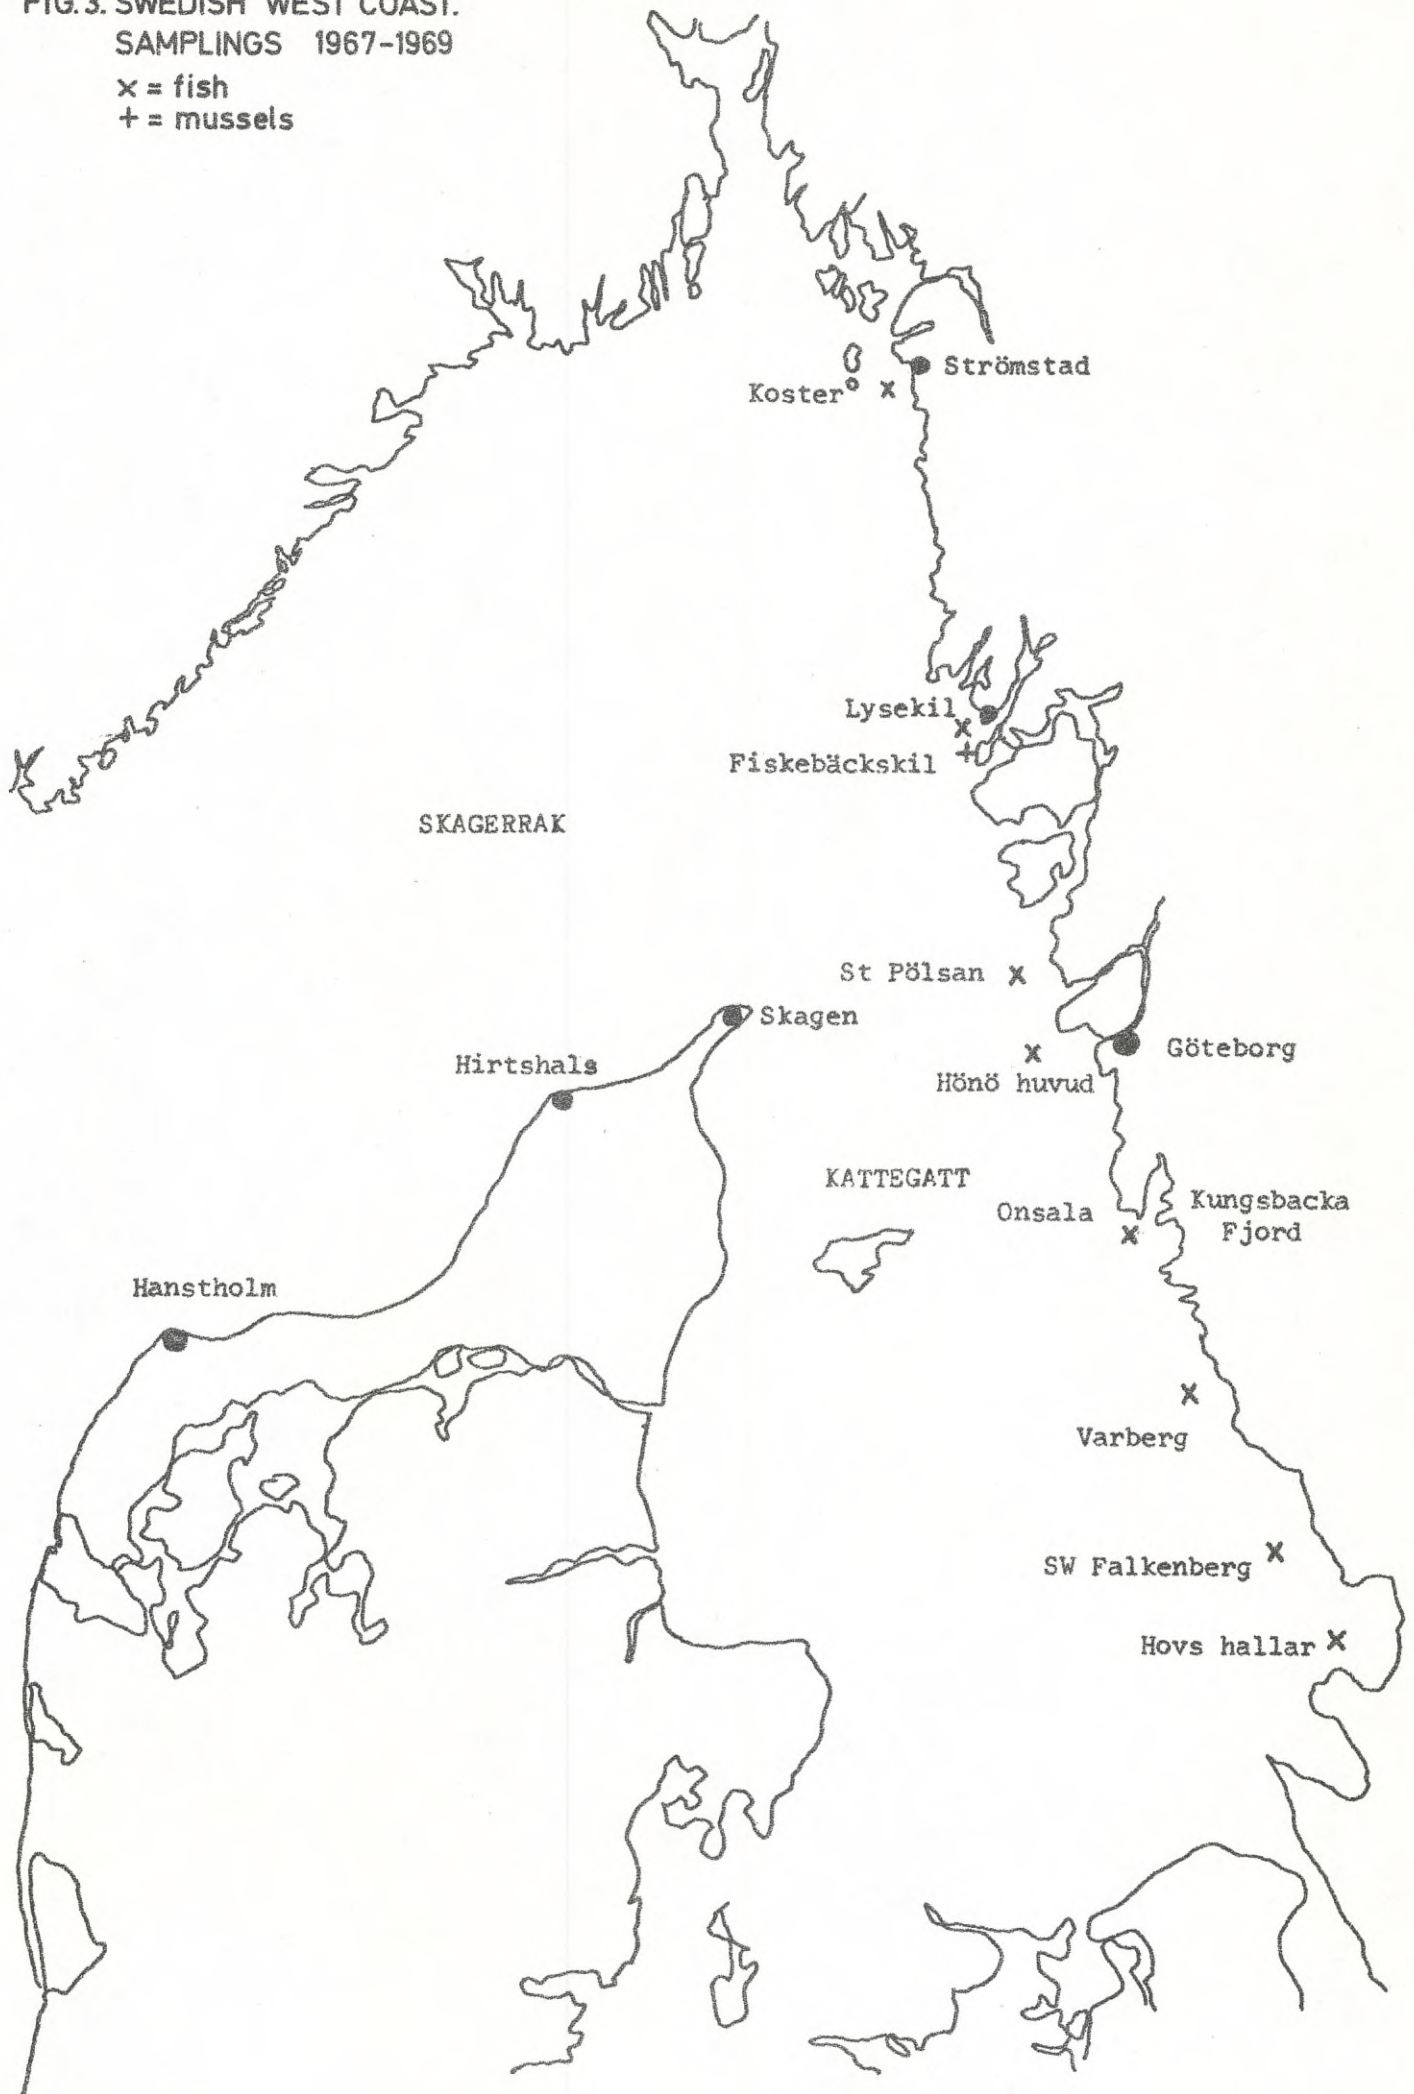 FIG. 3. SWEDISH WEST COAST.
SAMPLINGS 1967-1969
x = fish
+ = mussels
Strömstad
Koster
Lysekil
Fiskebäckskil
SKAGERRAK
St Pölsan
Skagen
Göteborg
Hirtshals
Hönö huvud
KATTEGATT
Onsala
Kungsbacka
Fjord
Hanstholm
Varberg
SW Falkenberg
Hovs hallar